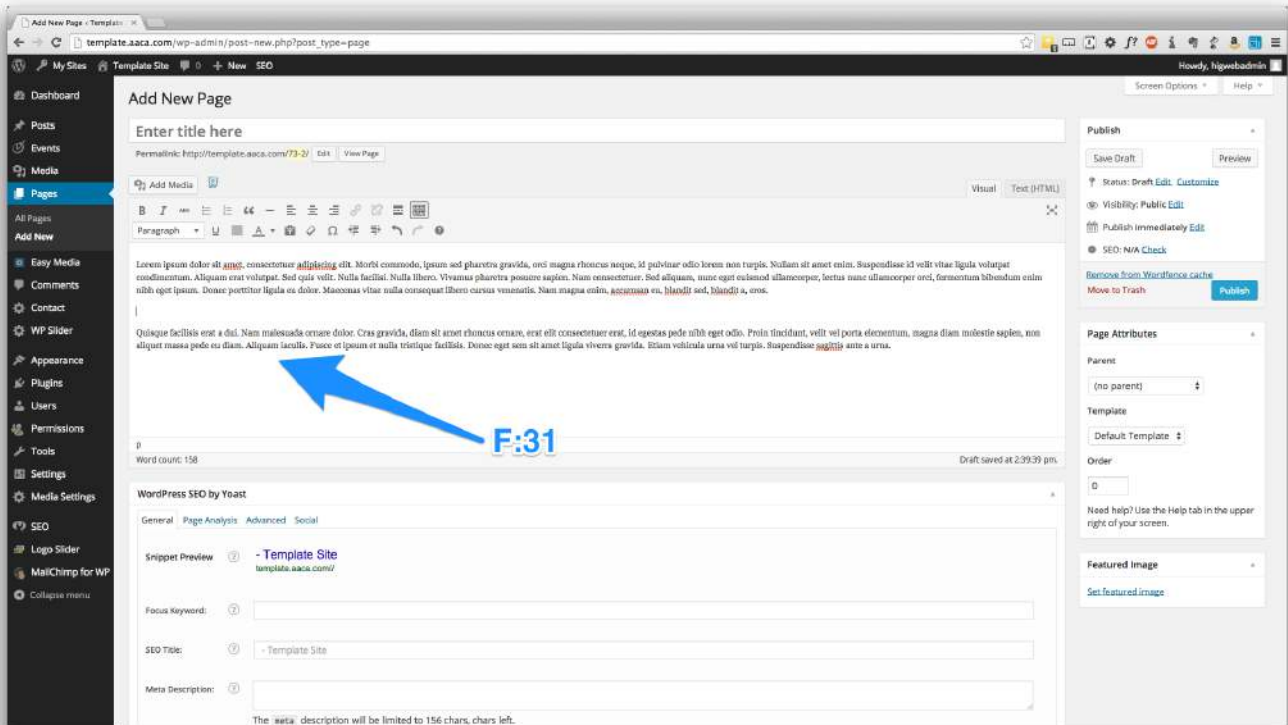 Add New Page ‹ Template
template.aaca.com/wp-admin/post-new.php?post_type=page
My Sites Template Site 0 + New SEO
Howdy, higwebadmin
Screen Options Help
Dashboard
Posts
Events
Media
Pages
All Pages
Add New
Easy Media
Comments
Contact
WP Slider
Appearance
Plugins
Users
Permissions
Tools
Settings
Media Settings
SEO
Logo Slider
MailChimp for WP
Collapse menu
Add New Page
Enter title here
Permalink: http://template.aaca.com/73-2/ Edit View Page
Add Media
Visual Text (HTML)
Paragraph
Lorem ipsum dolor sit amet, consectetuer adipiscing elit. Morbi commodo, ipsum sed pharetra gravida, orci magna rhoncus neque, id pulvinar odio lorem non turpis. Nullam sit amet enim. Suspendisse id velit vitae ligula volutpat
condimentum. Aliquam erat volutpat. Sed quis velit. Nulla facilisi. Nulla libero. Vivamus pharetra posuere sapien. Nam consectetuer. Sed aliquam, nunc eget euismod ullamcorper, lectus nunc ullamcorper orci, fermentum bibendum enim
nibh eget ipsum. Donec porttitor ligula eu dolor. Maecenas vitae nulla consequat libero cursus venenatis. Nam magna enim, accumsan eu, blandit sed, blandit a, eros.
Quisque facilisis erat a dui. Nam malesuada ornare dolor. Cras gravida, diam sit amet rhoncus ornare, erat elit consectetuer erat, id egestas pede nibh eget odio. Proin tincidunt, velit vel porta elementum, magna diam molestie sapien, non
aliquet massa pede eu diam. Aliquam iaculis. Fusce et ipsum et nulla tristique facilisis. Donec eget sem sit amet ligula viverra gravida. Etiam vehicula urna vel turpis. Suspendisse sagittis ante a urna.
F:31
p
Word count: 158
Draft saved at 2:39:39 pm.
WordPress SEO by Yoast
General Page Analysis Advanced Social
Snippet Preview
- Template Site
template.aaca.com//
Focus Keyword:
SEO Title:
- Template Site
Meta Description:
The meta description will be limited to 156 chars, chars left.
Publish
Save Draft Preview
Status: Draft Edit Customize
Visibility: Public Edit
Publish immediately Edit
SEO: N/A Check
Remove from Wordfence cache
Move to Trash Publish
Page Attributes
Parent
(no parent)
Template
Default Template
Order
0
Need help? Use the Help tab in the upper
right of your screen.
Featured Image
Set featured image